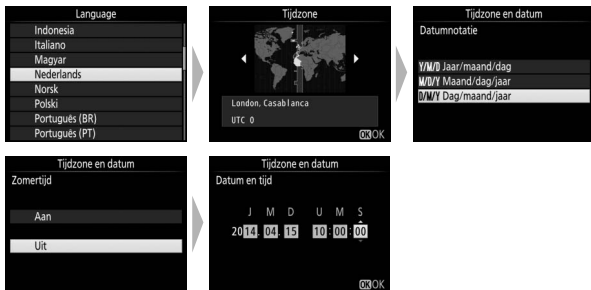 Language
Indonesia
Italiano
Magyar
Nederlands
Norsk
Polski
Português (BR)
Português (PT)
Tijdzone
London, Casablanca
UTC 0
OK OK
Tijdzone en datum
Datumnotatie
Y/M/D Jaar/maand/dag
M/D/Y Maand/dag/jaar
D/M/Y Dag/maand/jaar
Tijdzone en datum
Zomertijd
Aan
Uit
Tijdzone en datum
Datum en tijd
J M D U M S
2014. 04. 15 10 : 00 : 00
OK OK